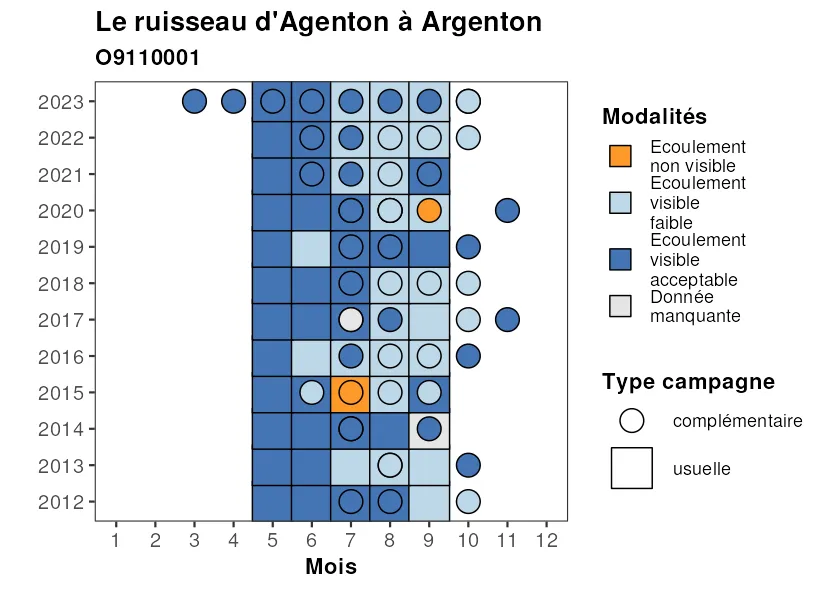 Le ruisseau d'Agenton à Argenton
O9110001
2023
2022
2021
2020
2019
2018
2017
2016
2015
2014
2013
2012
1 2 3 4 5 6 7 8 9 10 11 12
Mois
Modalités
Ecoulement
non visible
Ecoulement
visible
faible
Ecoulement
visible
acceptable
Donnée
manquante
Type campagne
complémentaire
usuelle